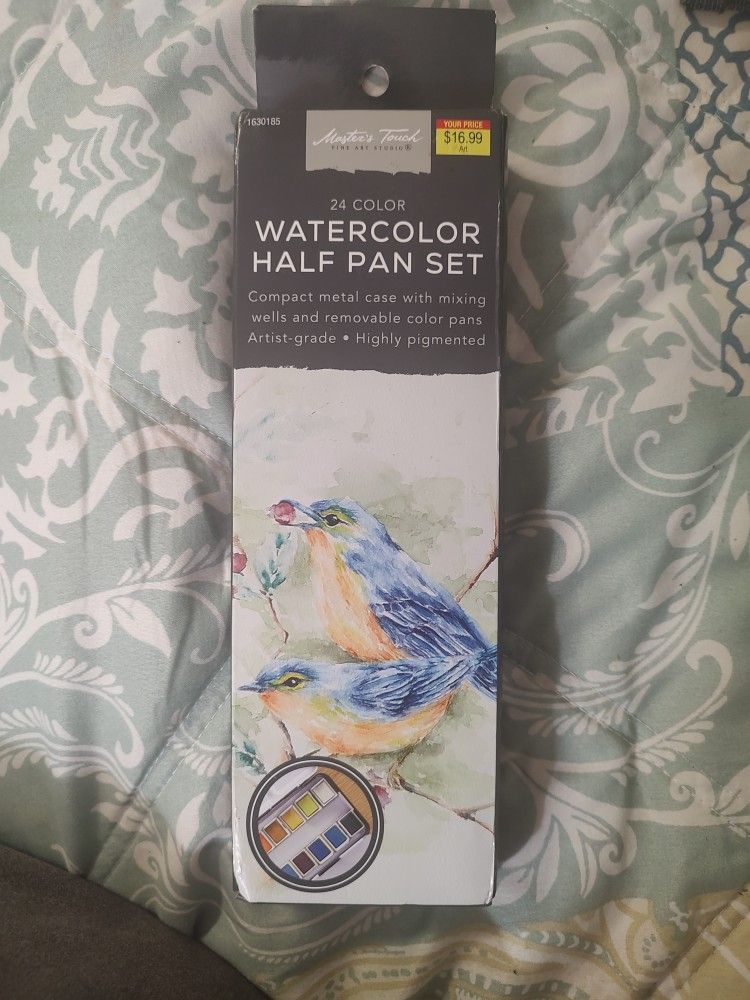 1630185
Master's Touch
FINE ART STUDIO®
YOUR PRICE
$16.99
Art
24 COLOR
WATERCOLOR
HALF PAN SET
Compact metal case with mixing
wells and removable color pans
Artist-grade • Highly pigmented